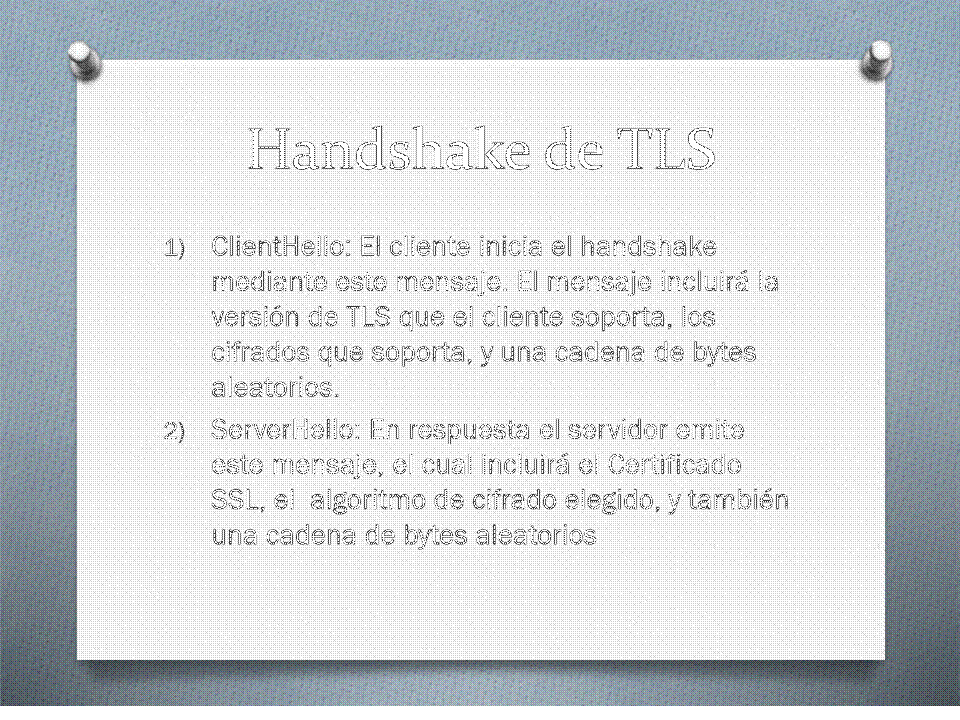 Handshake de TLS
1) ClientHello: El cliente inicia el handshake
mediante este mensaje. El mensaje incluirá la
versión de TLS que el cliente soporta, los
cifrados que soporta, y una cadena de bytes
aleatorios.
2) ServerHello: En respuesta el servidor emite
este mensaje, el cual incluirá el Certificado
SSL, el  algoritmo de cifrado elegido, y también
una cadena de bytes aleatorios